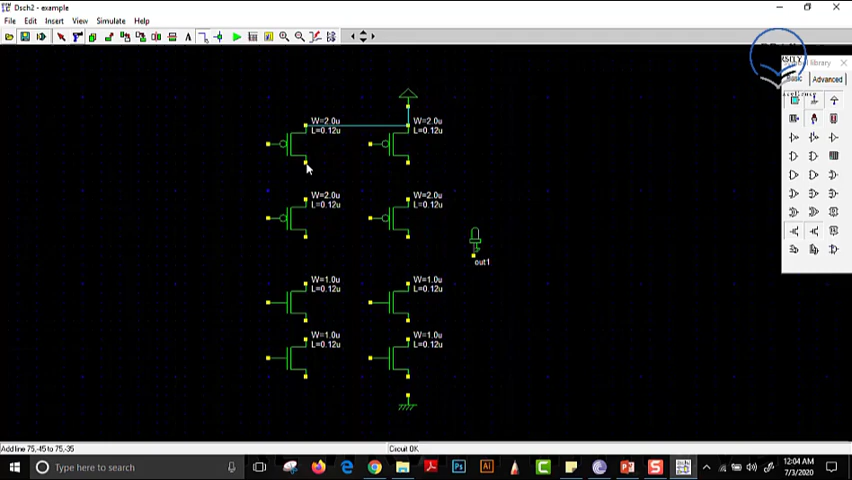 Dsch2 - example
File Edit Insert View Simulate Help
W=2.0u
L=0.12u
W=2.0u
L=0.12u
W=2.0u
L=0.12u
W=2.0u
L=0.12u
out1
W=1.0u
L=0.12u
W=1.0u
L=0.12u
W=1.0u
L=0.12u
W=1.0u
L=0.12u
library
Basic
Advanced
Add line 75,-45 to 75,-35
Circuit OK
Type here to search
12:04 AM
7/3/2020